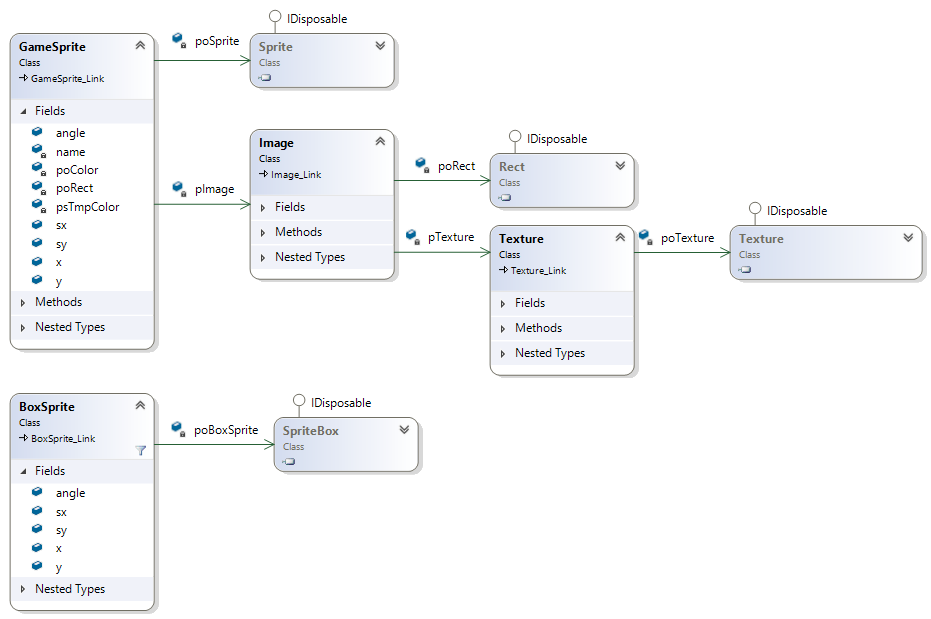 IDisposable
GameSprite
Class
GameSprite_Link
poSprite
Sprite
Class
Fields
angle
name
poColor
poRect
psTmpColor
sx
sy
x
y
Methods
Nested Types
pImage
Image
Class
Image_Link
Fields
Methods
Nested Types
poRect
IDisposable
Rect
Class
pTexture
Texture
Class
Texture_Link
Fields
Methods
Nested Types
poTexture
IDisposable
Texture
Class
BoxSprite
Class
BoxSprite_Link
Fields
angle
sx
sy
x
y
Nested Types
poBoxSprite
IDisposable
SpriteBox
Class